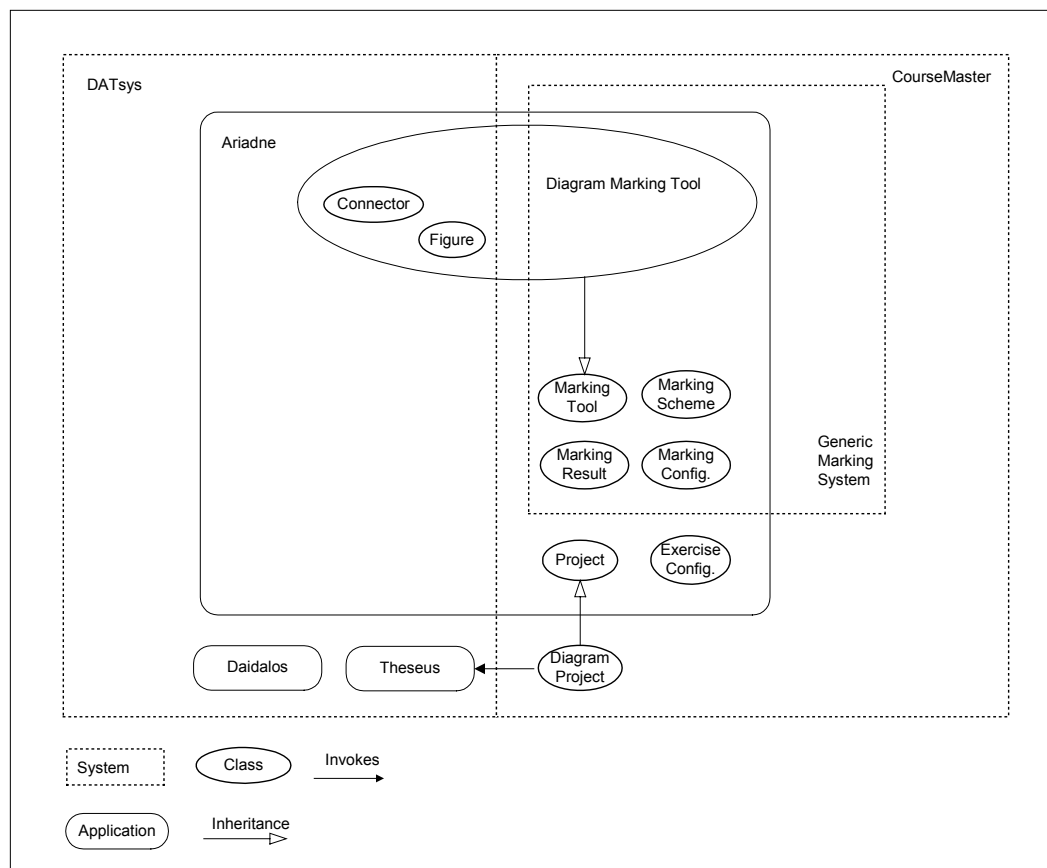 DATsys
CourseMaster
Ariadne
Diagram Marking Tool
Connector
Figure
Marking
Tool
Marking
Scheme
Marking
Result
Marking
Config.
Generic
Marking
System
Project
Exercise
Config.
Daidalos
Theseus
Diagram
Project
System
Class
Invokes
Application
Inheritance